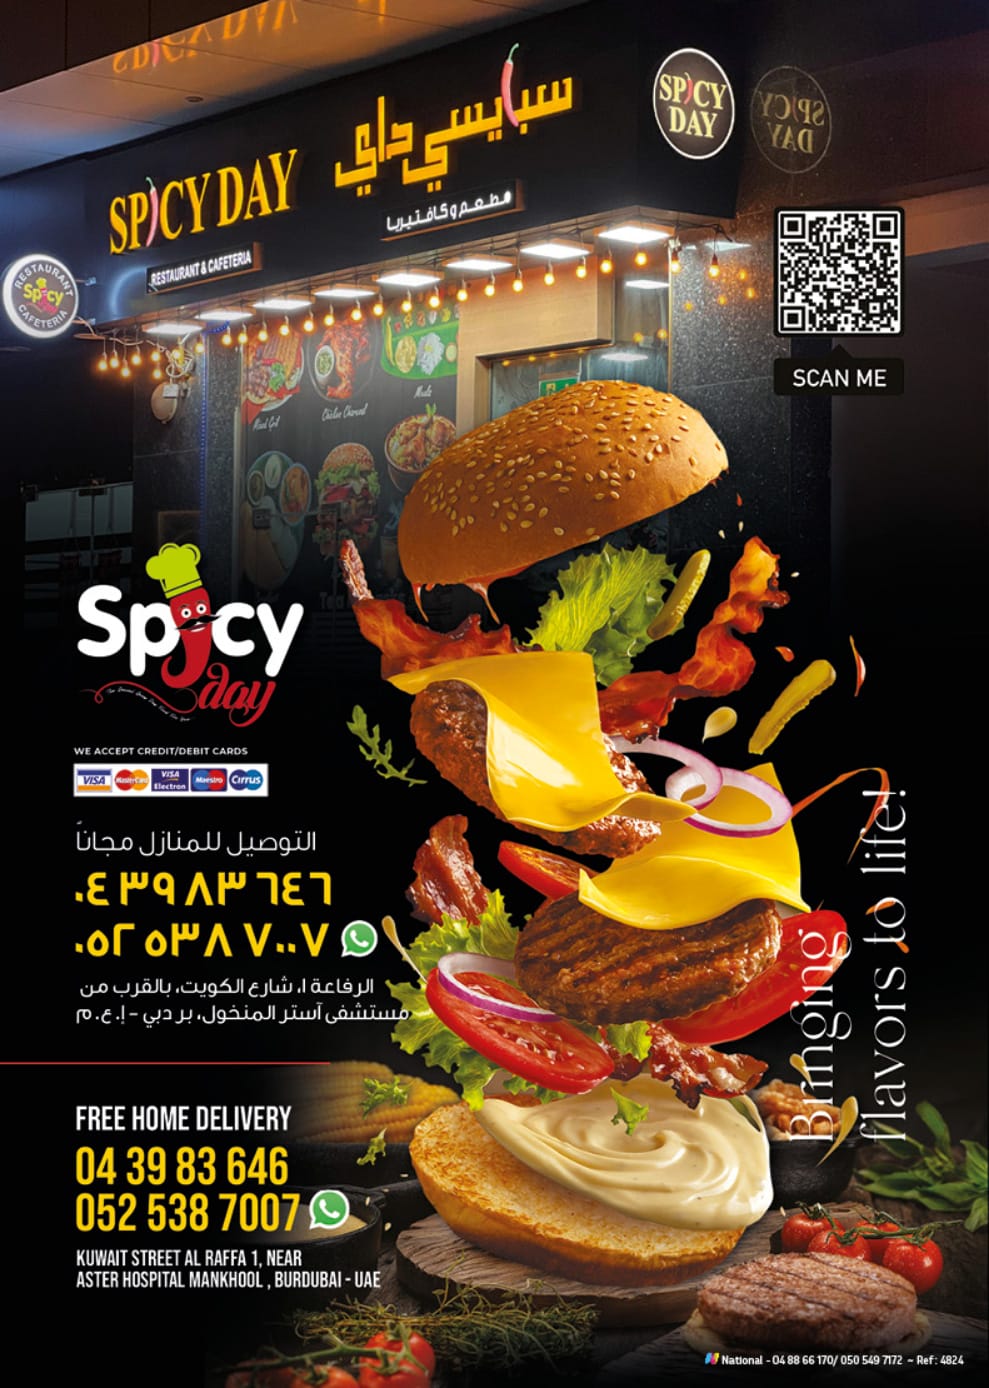 SPICY DAY
سبايسي داي
SPICY DAY
RESTAURANT & CAFETERIA
مطعم وكافتيريا
RESTAURANT
Spicy
CAFETERIA
SCAN ME
Meals
Spicy
day
WE ACCEPT CREDIT/DEBIT CARDS
VISA MasterCard VISA Electron Maestro Cirrus
التوصيل للمنازل مجاناً
٠٤ ٣٩ ٨٣ ٦٤٦
٠٥٢ ٥٣٨ ٧٠٠٧
الرفاعة ١، شارع الكويت، بالقرب من
مستشفى آستر المنخول، بر دبي - إ. ع. م
Bringing
flavors to life!
FREE HOME DELIVERY
04 39 83 646
052 538 7007
KUWAIT STREET AL RAFFA 1, NEAR
ASTER HOSPITAL MANKHOOL , BURDUBAI - UAE
National - 04 88 66 170/ 050 549 7172 ~ Ref: 4824